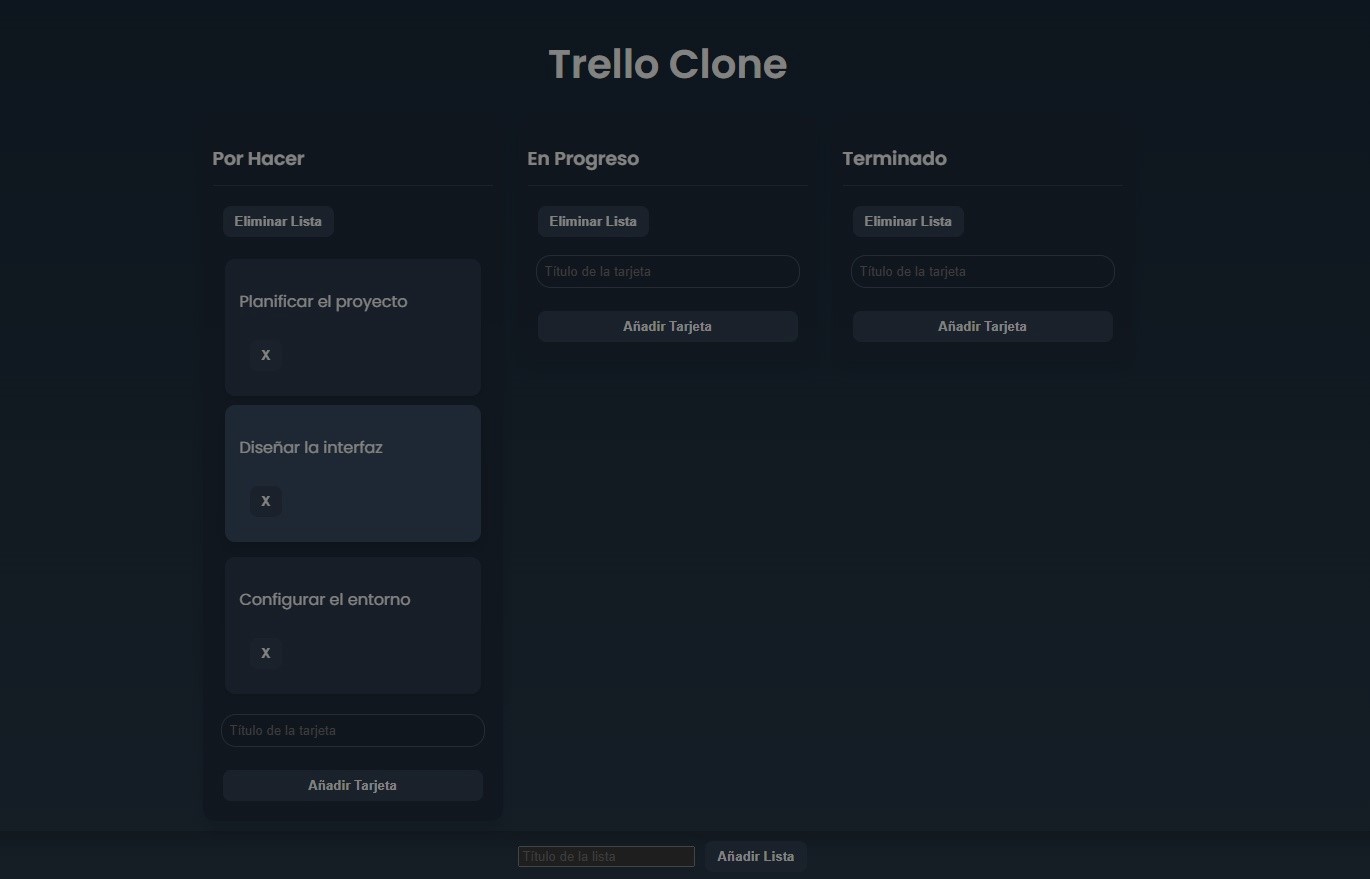 Trello Clone
Por Hacer
Eliminar Lista
Planificar el proyecto
X
Diseñar la interfaz
X
Configurar el entorno
X
Título de la tarjeta
Añadir Tarjeta
En Progreso
Eliminar Lista
Título de la tarjeta
Añadir Tarjeta
Terminado
Eliminar Lista
Título de la tarjeta
Añadir Tarjeta
Título de la lista
Añadir Lista